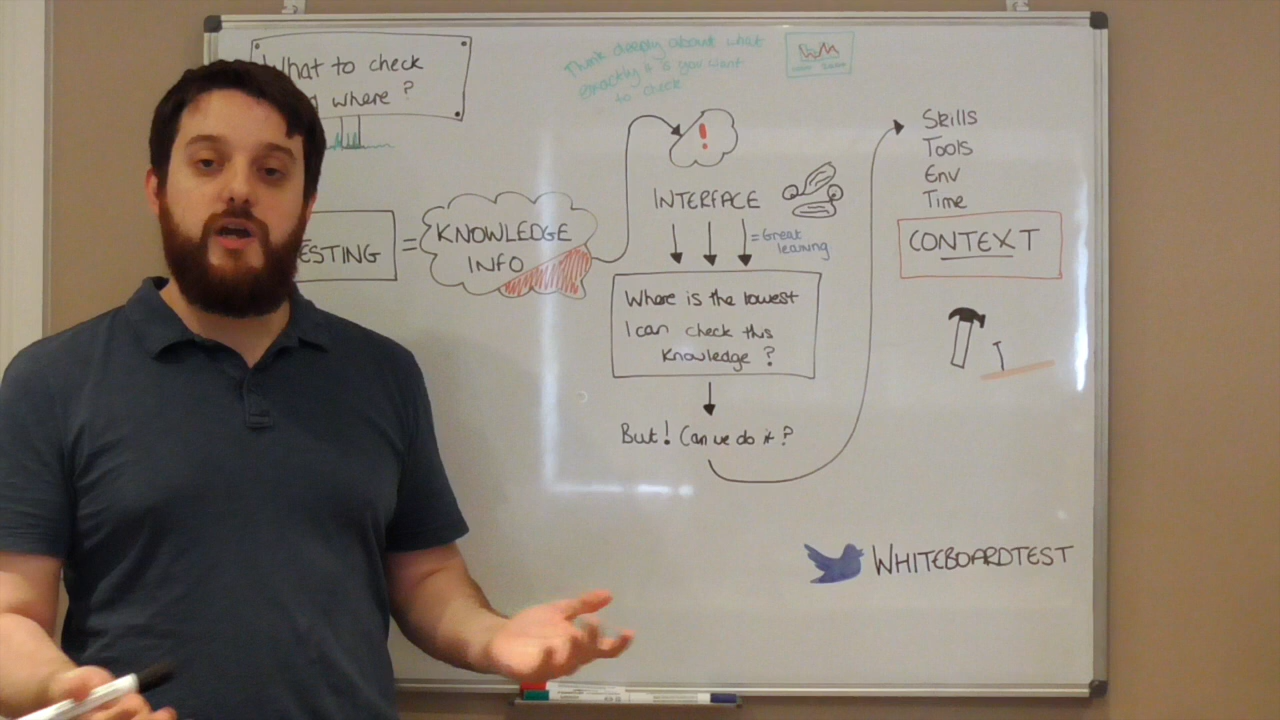 What to check
where ?
Think deeply about what
exactly it is you want
to check
!
ESTING
=
KNOWLEDGE
INFO
INTERFACE
= Great
learning
Where is the lowest
I can check this
Knowledge ?
But! Can we do it?
Skills
Tools
Env
Time
CONTEXT
WHITEBOARDTEST